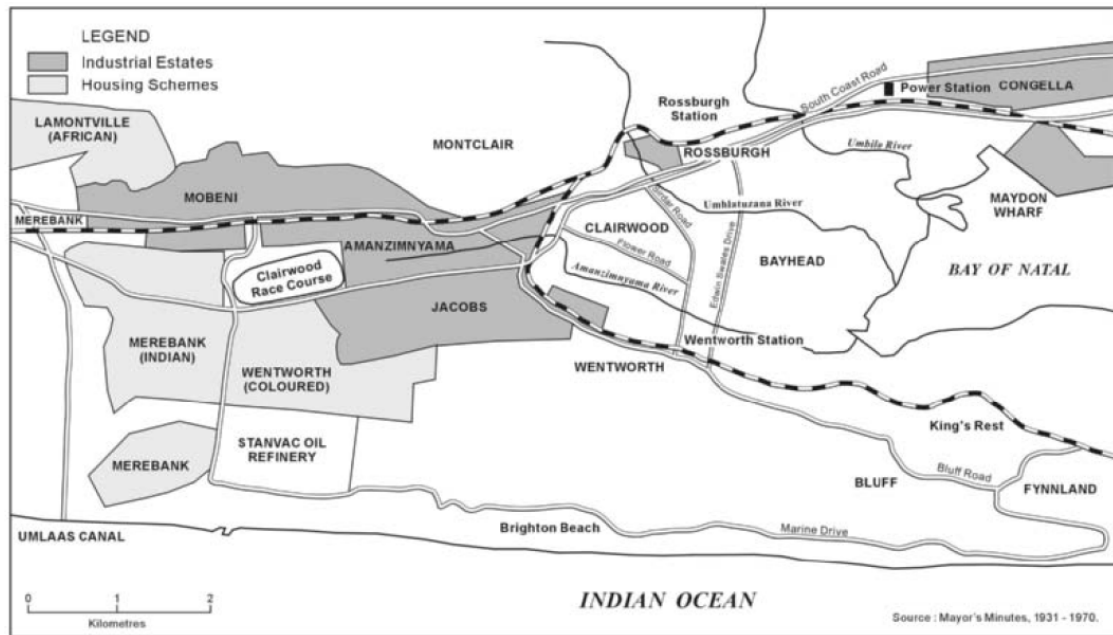 LEGEND
Industrial Estates
Housing Schemes
LAMONTVILLE
(AFRICAN)
MONTCLAIR
Rossburgh
Station
South Coast Road
Power Station
CONGELLA
ROSSBURGH
Umbilo River
MAYDON
WHARF
MOBENI
MEREBANK
Umhlatuzana River
CLAIRWOOD
Flower Road
Edwin Swales Drive
BAYHEAD
BAY OF NATAL
AMANZIMNYAMA
Clairwood
Race Course
Amanzimnyama River
JACOBS
MEREBANK
(INDIAN)
WENTWORTH
(COLOURED)
Wentworth Station
WENTWORTH
King's Rest
STANVAC OIL
REFINERY
MEREBANK
BLUFF
Bluff Road
FYNNLAND
UMLAAS CANAL
Brighton Beach
Marine Drive
INDIAN OCEAN
0 1 2
Kilometres
Source : Mayor's Minutes, 1931 - 1970.